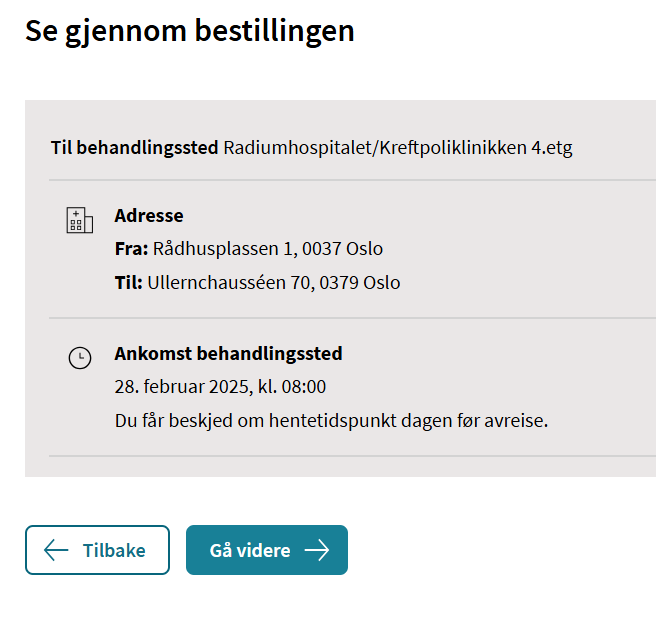 Se gjennom bestillingen
Til behandlingssted Radiumhospitalet/Kreftpoliklinikken 4.etg
Adresse
Fra: Rådhusplassen 1, 0037 Oslo
Til: Ullernchausséen 70, 0379 Oslo
Ankomst behandlingssted
28. februar 2025, kl. 08:00
Du får beskjed om hentetidspunkt dagen før avreise.
Tilbake
Gå videre